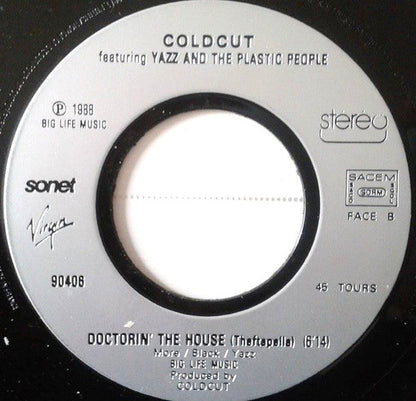 COLDCUT
featuring YAZZ AND THE PLASTIC PEOPLE
℗ 1988
BIG LIFE MUSIC
stéréo
sonet
Virgin
SACEM
SDRM
FACE B
90406
45 TOURS
DOCTORIN' THE HOUSE (Theftapella) (6'14)
More / Black / Yazz
BIG LIFE MUSIC
Produced by
COLDCUT